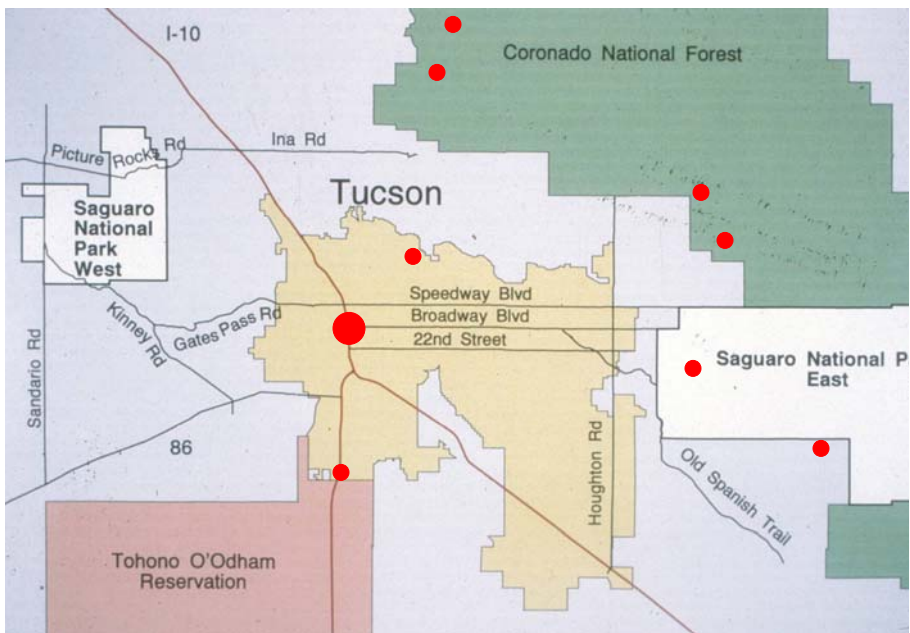 I-10
Coronado National Forest
Ina Rd
Picture Rocks Rd
Tucson
Saguaro
National
Park
West
Speedway Blvd
Broadway Blvd
22nd Street
Gates Pass Rd
Kinney Rd
Sandario Rd
Saguaro National P
East
86
Houghton Rd
Old Spanish Trail
Tohono O'Odham
Reservation